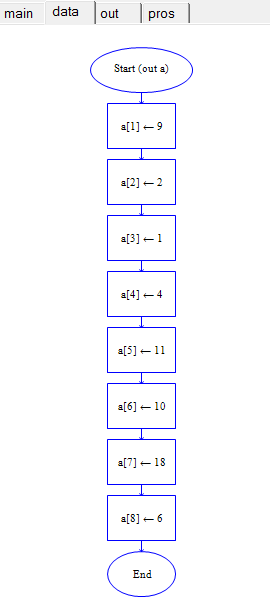 main data out pros
Start (out a)
a[1] ← 9
a[2] ← 2
a[3] ← 1
a[4] ← 4
a[5] ← 11
a[6] ← 10
a[7] ← 18
a[8] ← 6
End